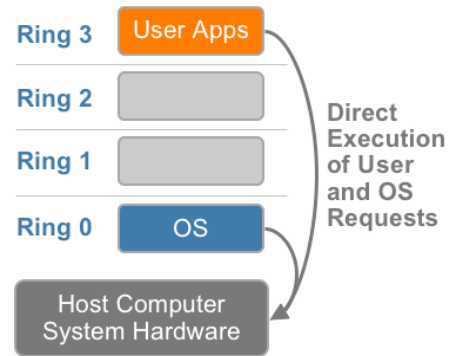 Ring 3
User Apps
Ring 2
Ring 1
Ring 0
OS
Direct
Execution
of User
and OS
Requests
Host Computer
System Hardware